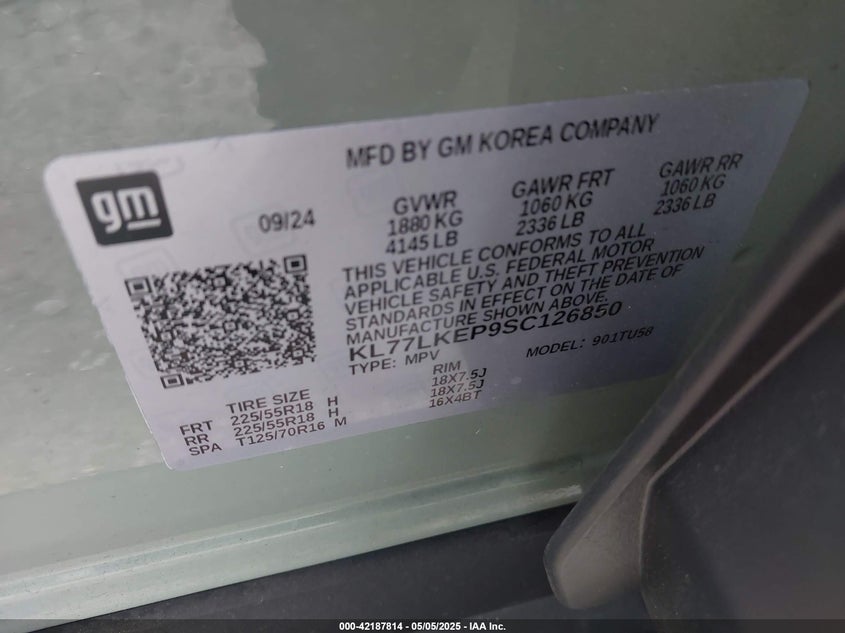 MFD BY GM KOREA COMPANY
gm
09/24
GVWR
1880 KG
4145 LB
GAWR FRT
1060 KG
2336 LB
GAWR RR
1060 KG
2336 LB
THIS VEHICLE CONFORMS TO ALL
APPLICABLE U.S. FEDERAL MOTOR
VEHICLE SAFETY AND THEFT PREVENTION
STANDARDS IN EFFECT ON THE DATE OF
MANUFACTURE SHOWN ABOVE.
KL77LKEP9SC126850
TYPE: MPV
MODEL: 901TU58
TIRE SIZE
RIM
FRT 225/55R18 H 18X7.5J
RR 225/55R18 H 18X7.5J
SPA T125/70R16 M 16X4BT
000-42187814 - 05/05/2025 - IAA Inc.